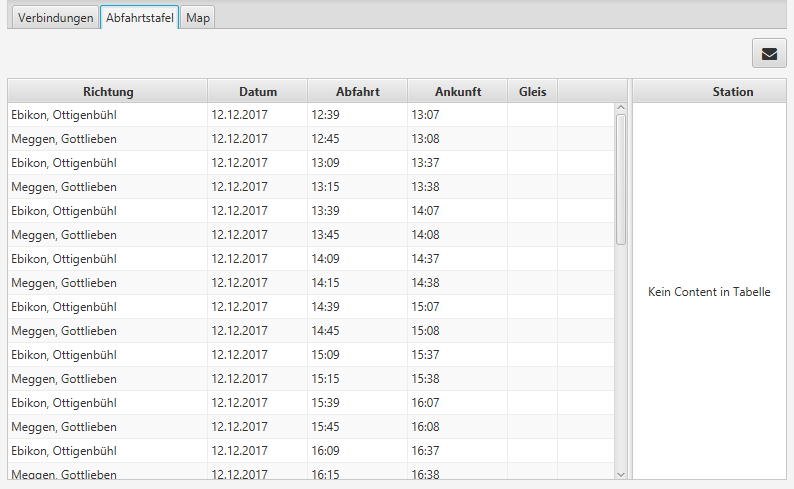 Verbindungen Abfahrtstafel Map
Richtung Datum Abfahrt Ankunft Gleis Station
Ebikon, Ottigenbühl 12.12.2017 12:39 13:07
Meggen, Gottlieben 12.12.2017 12:45 13:08
Ebikon, Ottigenbühl 12.12.2017 13:09 13:37
Meggen, Gottlieben 12.12.2017 13:15 13:38
Ebikon, Ottigenbühl 12.12.2017 13:39 14:07
Meggen, Gottlieben 12.12.2017 13:45 14:08
Ebikon, Ottigenbühl 12.12.2017 14:09 14:37
Meggen, Gottlieben 12.12.2017 14:15 14:38
Kein Content in Tabelle
Ebikon, Ottigenbühl 12.12.2017 14:39 15:07
Meggen, Gottlieben 12.12.2017 14:45 15:08
Ebikon, Ottigenbühl 12.12.2017 15:09 15:37
Meggen, Gottlieben 12.12.2017 15:15 15:38
Ebikon, Ottigenbühl 12.12.2017 15:39 16:07
Meggen, Gottlieben 12.12.2017 15:45 16:08
Ebikon, Ottigenbühl 12.12.2017 16:09 16:37
Meggen, Gottlieben 12.12.2017 16:15 16:38